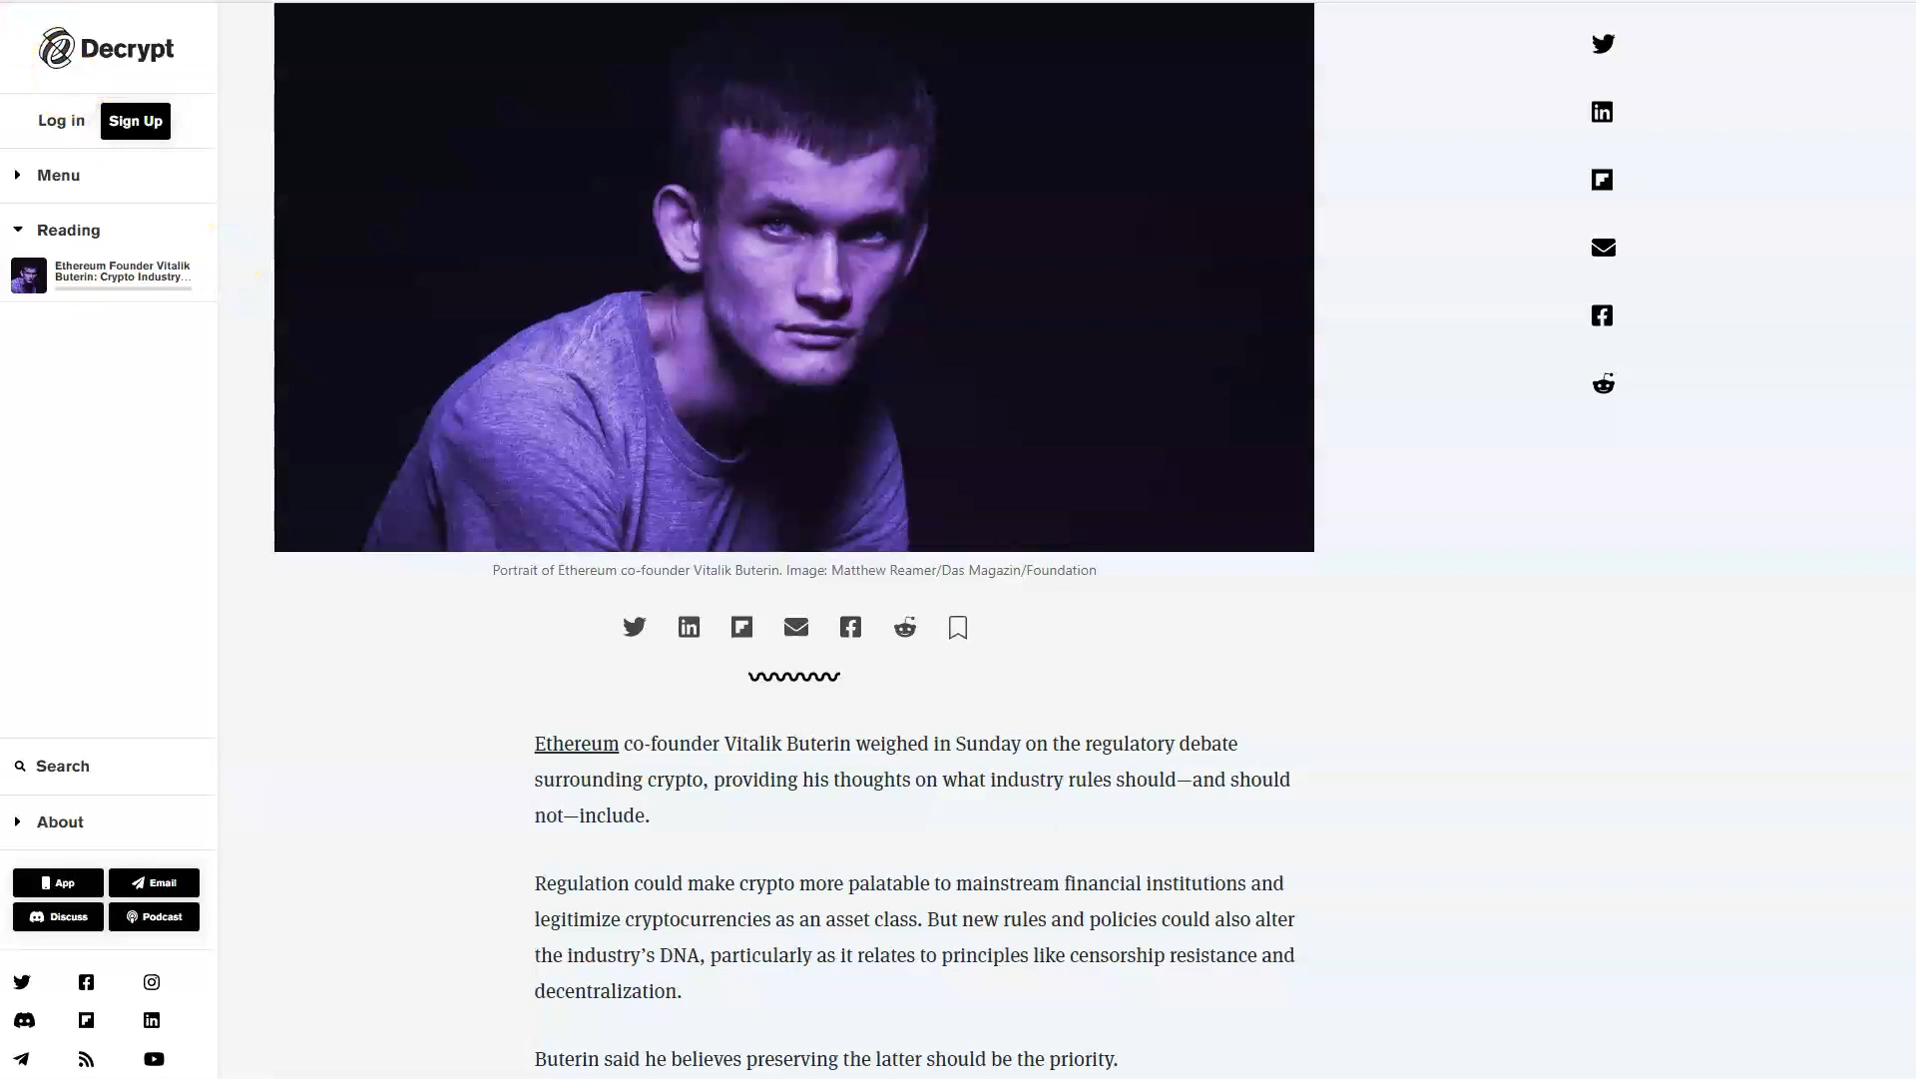 Decrypt
Log in
Sign Up
Menu
Reading
Ethereum Founder Vitalik
Buterin: Crypto Industry...
Search
About
App
Email
Discuss
Podcast
Portrait of Ethereum co-founder Vitalik Buterin. Image: Matthew Reamer/Das Magazin/Foundation
Ethereum co-founder Vitalik Buterin weighed in Sunday on the regulatory debate
surrounding crypto, providing his thoughts on what industry rules should—and should
not—include.
Regulation could make crypto more palatable to mainstream financial institutions and
legitimize cryptocurrencies as an asset class. But new rules and policies could also alter
the industry’s DNA, particularly as it relates to principles like censorship resistance and
decentralization.
Buterin said he believes preserving the latter should be the priority.